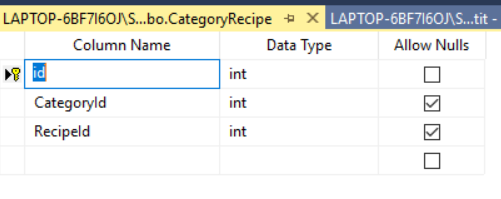 LAPTOP-6BF7I6OJ\S...bo.CategoryRecipe LAPTOP-6BF7I6OJ\S...tit -
Column Name Data Type Allow Nulls
id int
CategoryId int
RecipeId int